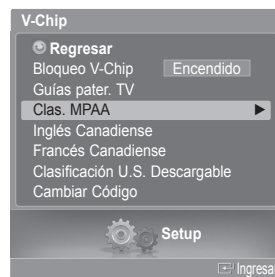 V-Chip
Regresar
Bloqueo V-Chip Encendido
Guías pater. TV
Clas. MPAA
Inglés Canadiense
Francés Canadiense
Clasificación U.S. Descargable
Cambiar Código
Setup
Ingresar